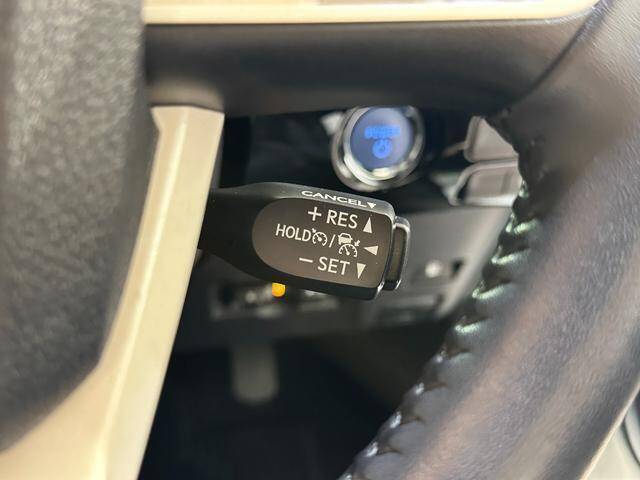 CANCEL▼
+ RES ▲
HOLD / ◀
− SET ▼